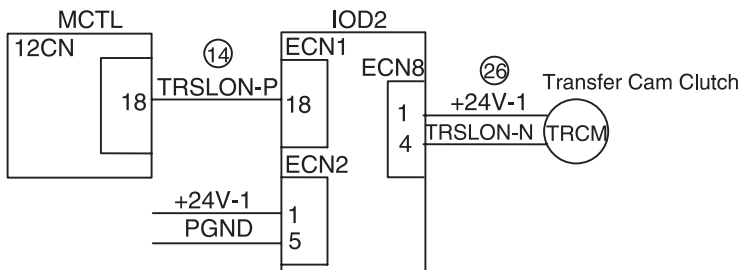 MCTL
IOD2
12CN
14
ECN1
ECN8
26
Transfer Cam Clutch
18
TRSLON-P
18
1
+24V-1
4
TRSLON-N
TRCM
ECN2
+24V-1
1
PGND
5